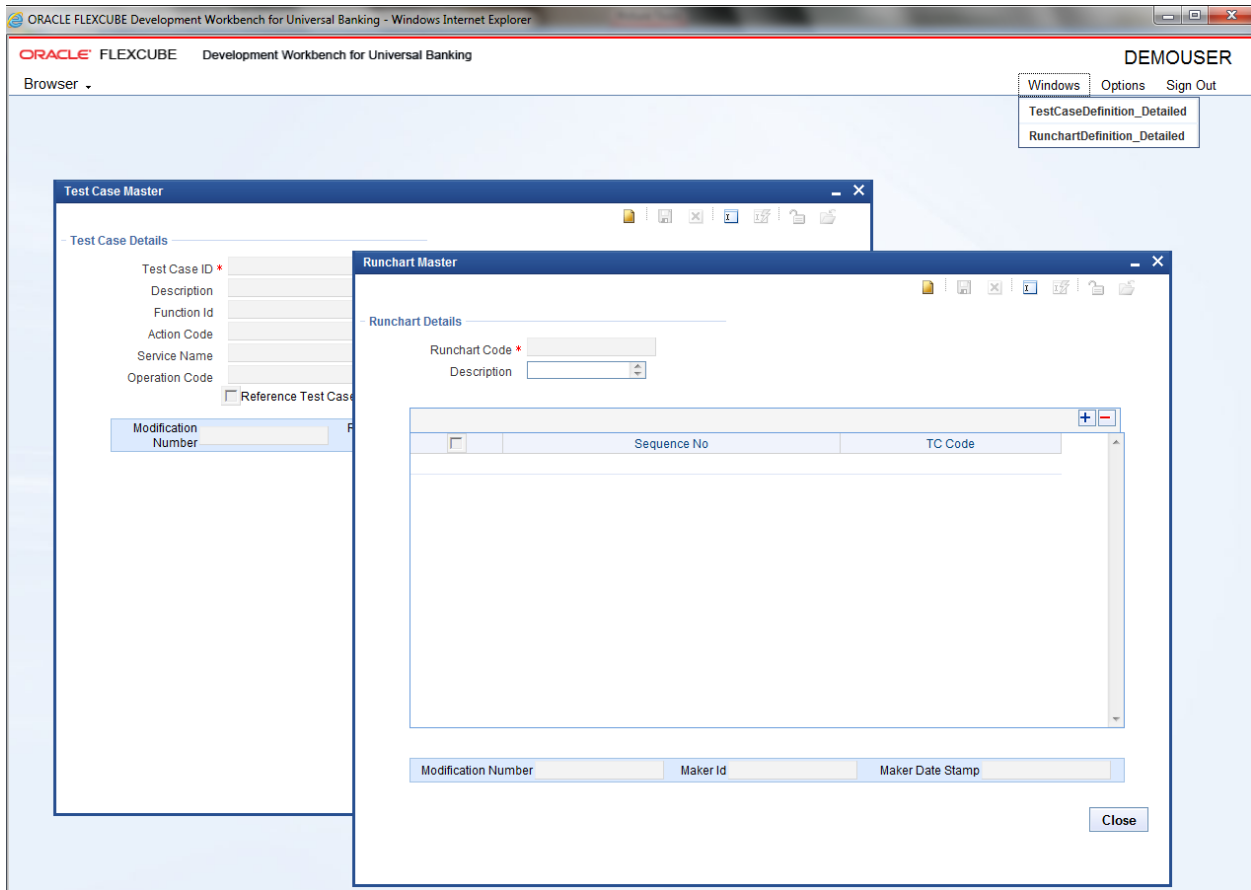 ORACLE FLEXCUBE Development Workbench for Universal Banking - Windows Internet Explorer
ORACLE FLEXCUBE Development Workbench for Universal Banking
DEMOUSER
Browser
Windows Options Sign Out
TestCaseDefinition_Detailed
RunchartDefinition_Detailed
Test Case Master
Test Case Details
Test Case ID *
Description
Function Id
Action Code
Service Name
Operation Code
Reference Test Case
Modification
Number
Runchart Master
Runchart Details
Runchart Code *
Description
Sequence No TC Code
Modification Number Maker Id Maker Date Stamp
Close